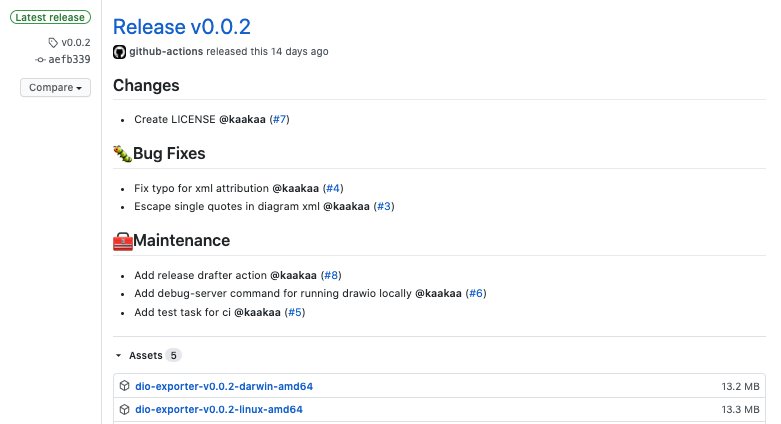 Latest release
v0.0.2
aefb339
Compare
Release v0.0.2
github-actions released this 14 days ago
Changes
Create LICENSE @kaakaa (#7)
Bug Fixes
Fix typo for xml attribution @kaakaa (#4)
Escape single quotes in diagram xml @kaakaa (#3)
Maintenance
Add release drafter action @kaakaa (#8)
Add debug-server command for running drawio locally @kaakaa (#6)
Add test task for ci @kaakaa (#5)
Assets 5
dio-exporter-v0.0.2-darwin-amd64 13.2 MB
dio-exporter-v0.0.2-linux-amd64 13.3 MB